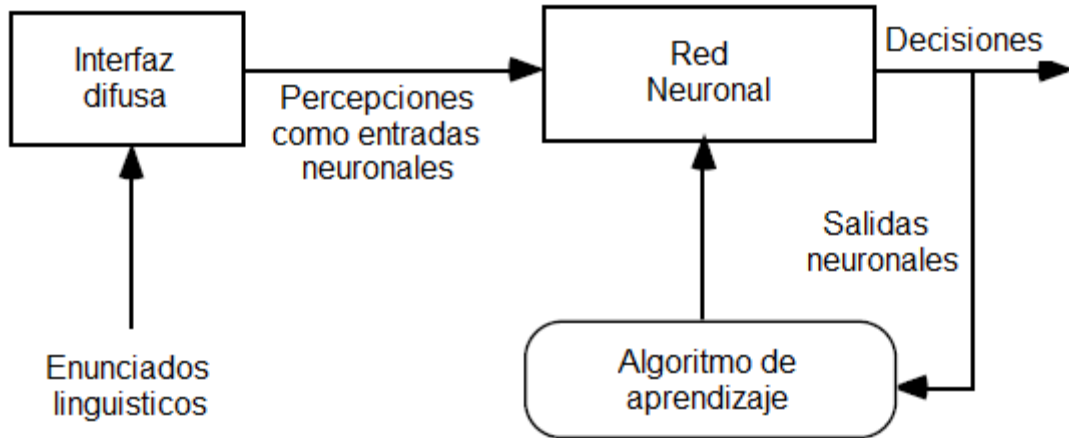 Interfaz
difusa
Percepciones
como entradas
neuronales
Red
Neuronal
Decisiones
Salidas
neuronales
Enunciados
linguisticos
Algoritmo de
aprendizaje